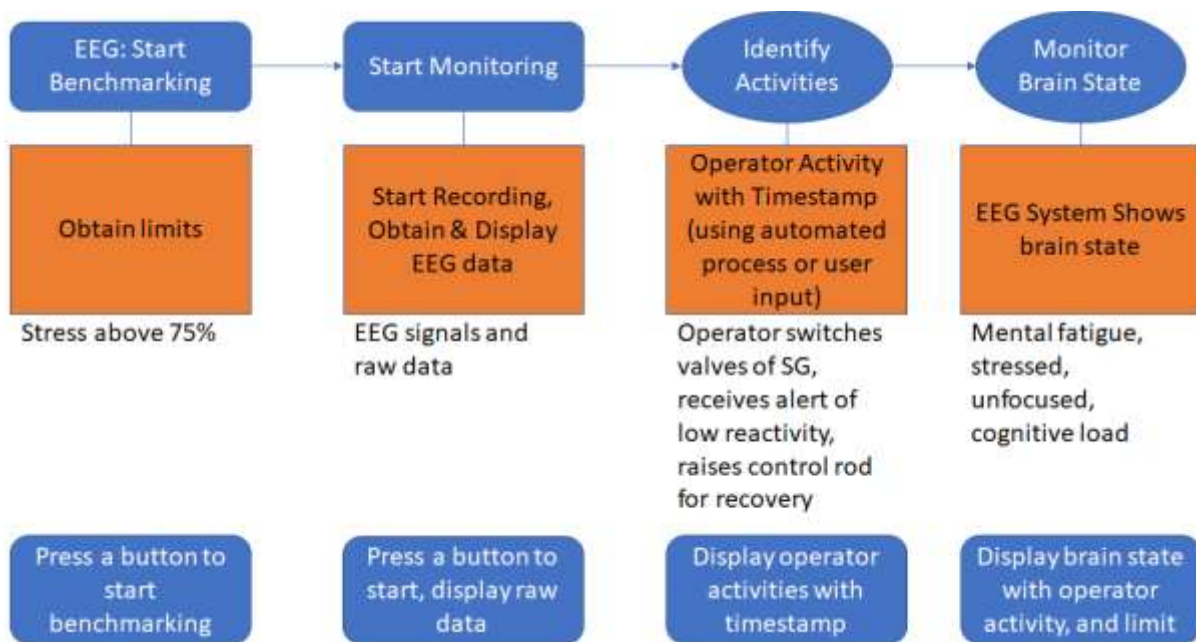 EEG: Start
Benchmarking
Start Monitoring
Identify
Activities
Monitor
Brain State
Obtain limits
Start Recording,
Obtain & Display
EEG data
Operator Activity
with Timestamp
(using automated
process or user
input)
EEG System Shows
brain state
Stress above 75%
EEG signals and
raw data
Operator switches
valves of SG,
receives alert of
low reactivity,
raises control rod
for recovery
Mental fatigue,
stressed,
unfocused,
cognitive load
Press a button to
start
benchmarking
Press a button to
start, display raw
data
Display operator
activities with
timestamp
Display brain state
with operator
activity, and limit